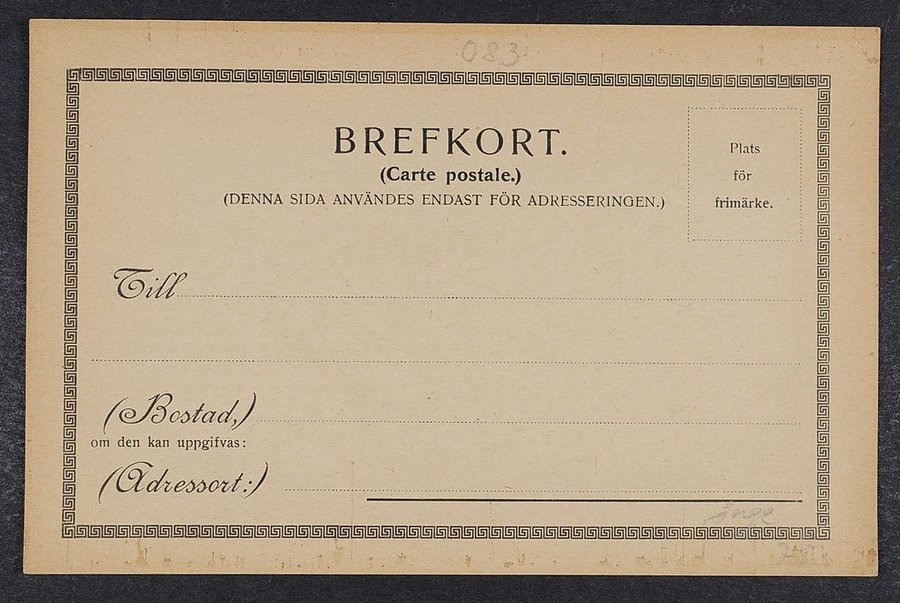 083
BREFKORT.
(Carte postale.)
(DENNA SIDA ANVÄNDES ENDAST FÖR ADRESSERINGEN.)
Plats
för
frimärke.
Till
(Bostad,)
om den kan uppgifvas:
(Adressort:)